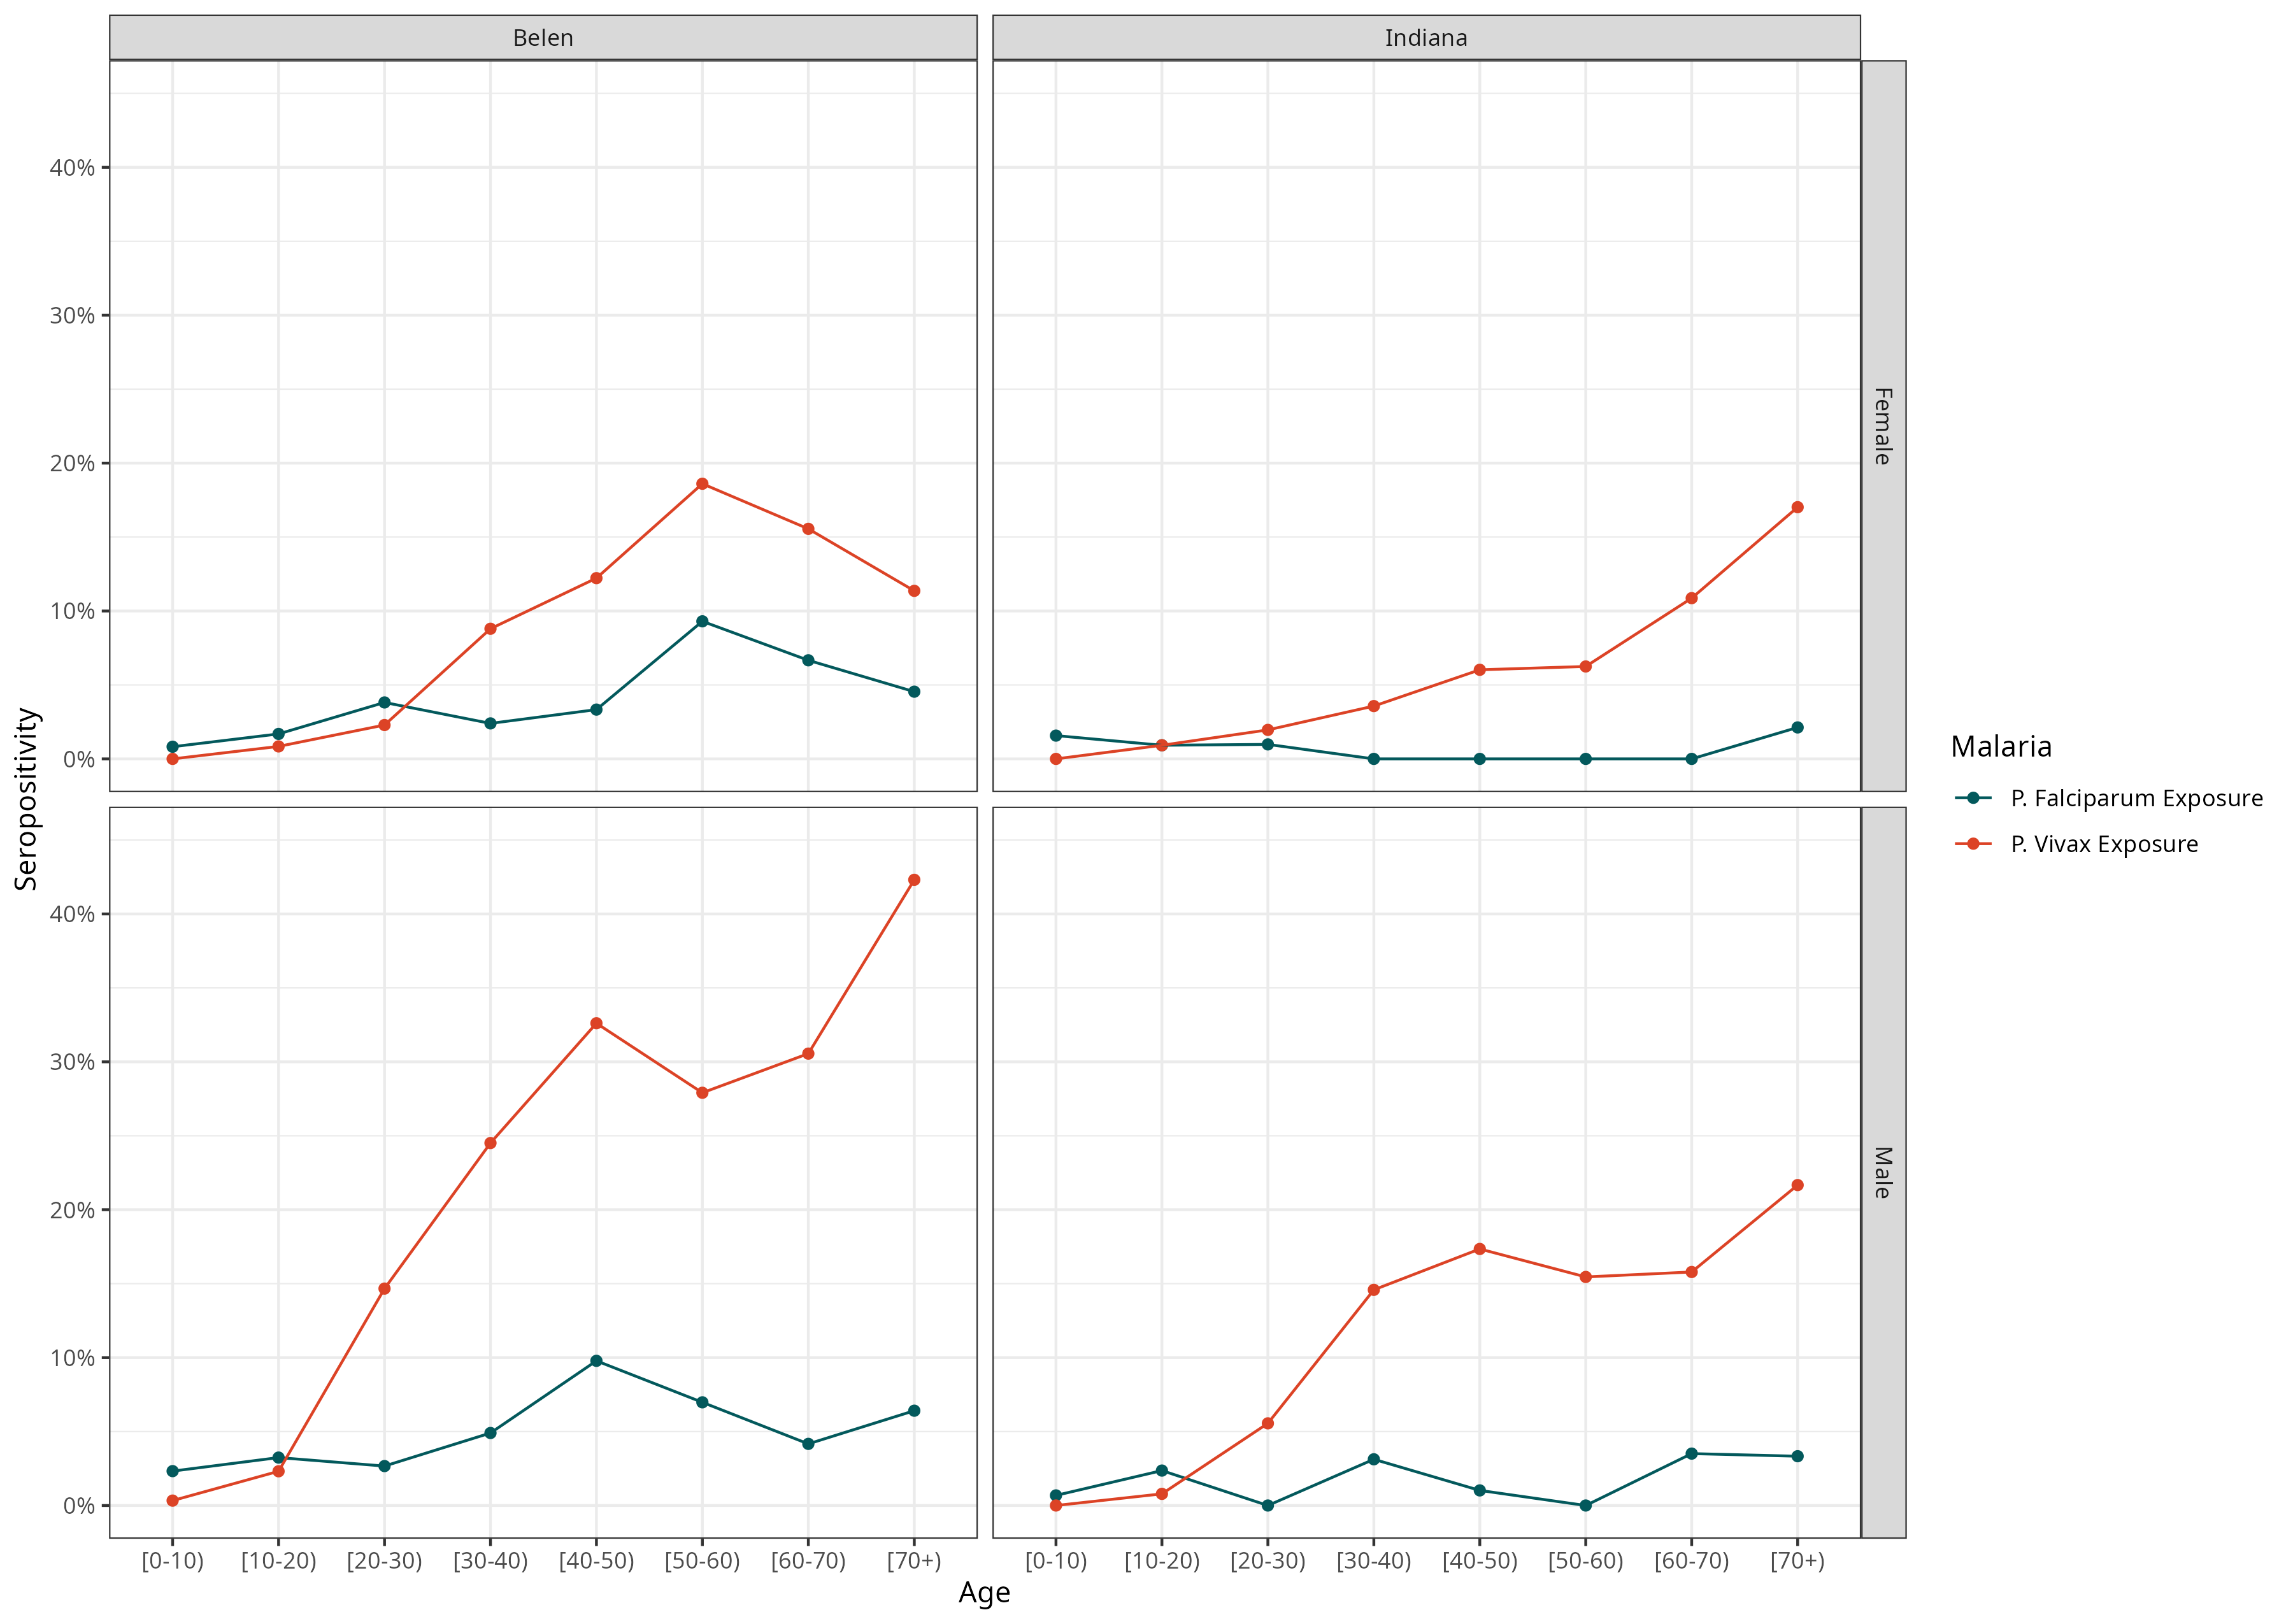 Belen
Indiana
40%
30%
20%
10%
0%
Female
40%
30%
20%
10%
0%
Male
Seropositivity
[0-10) [10-20) [20-30) [30-40) [40-50) [50-60) [60-70) [70+)
[0-10) [10-20) [20-30) [30-40) [40-50) [50-60) [60-70) [70+)
Age
Malaria
P. Falciparum Exposure
P. Vivax Exposure